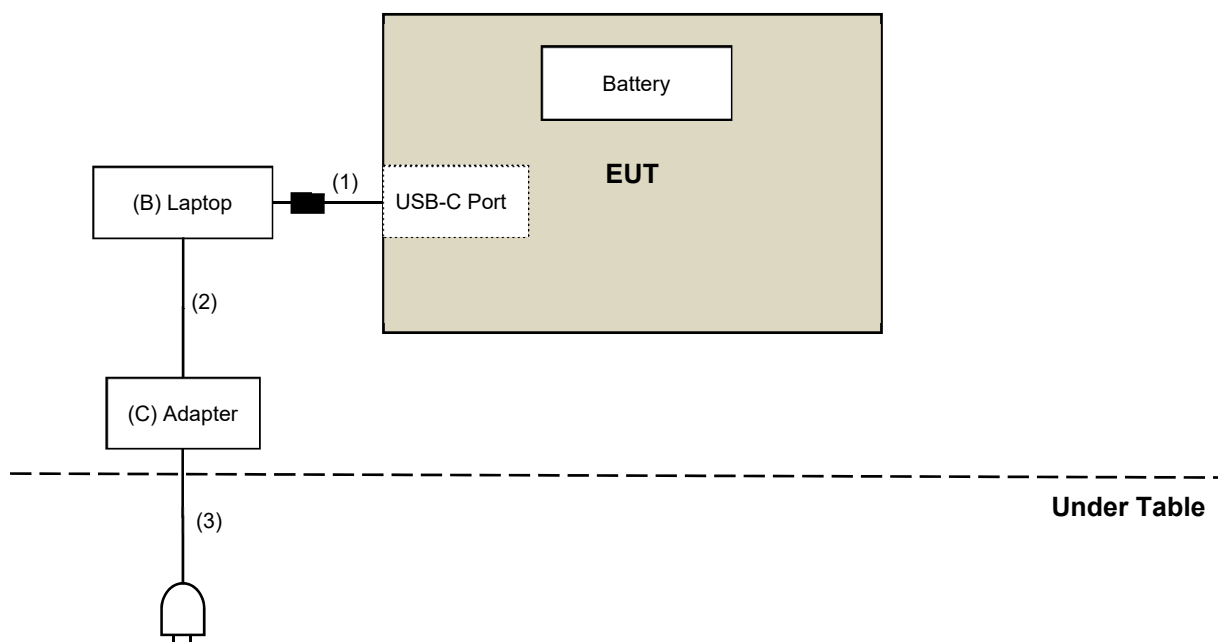 Battery
EUT
(1)
(B) Laptop
USB-C Port
(2)
(C) Adapter
Under Table
(3)